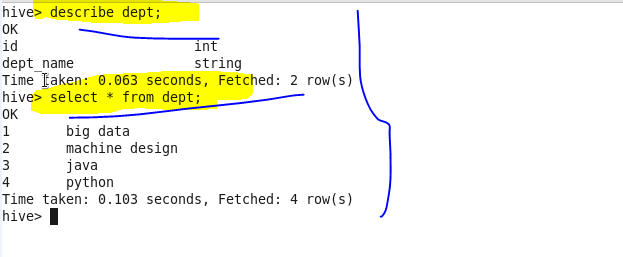 hive> describe dept;
OK
id int
dept_name string
Time taken: 0.063 seconds, Fetched: 2 row(s)
hive> select * from dept;
OK
1 big data
2 machine design
3 java
4 python
Time taken: 0.103 seconds, Fetched: 4 row(s)
hive>